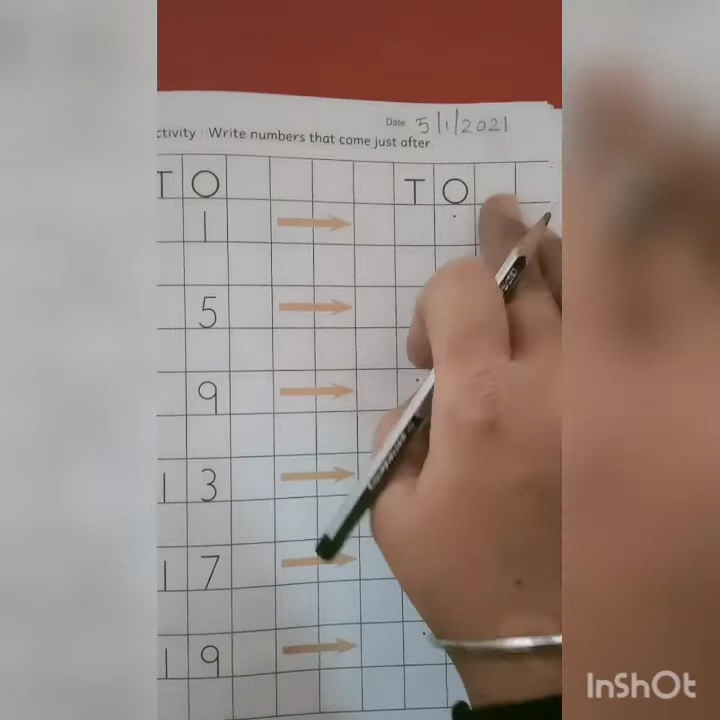 Date 5/1/2021
ctivity : Write numbers that come just after.
T O T O
1
5
9
13
17
19
InShOt